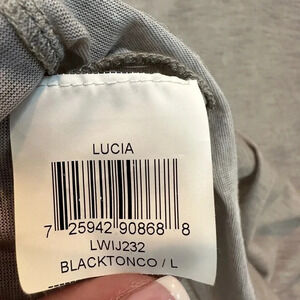 LUCIA
7 25942 90868 8
LWIJ232
BLACKTONCO / L